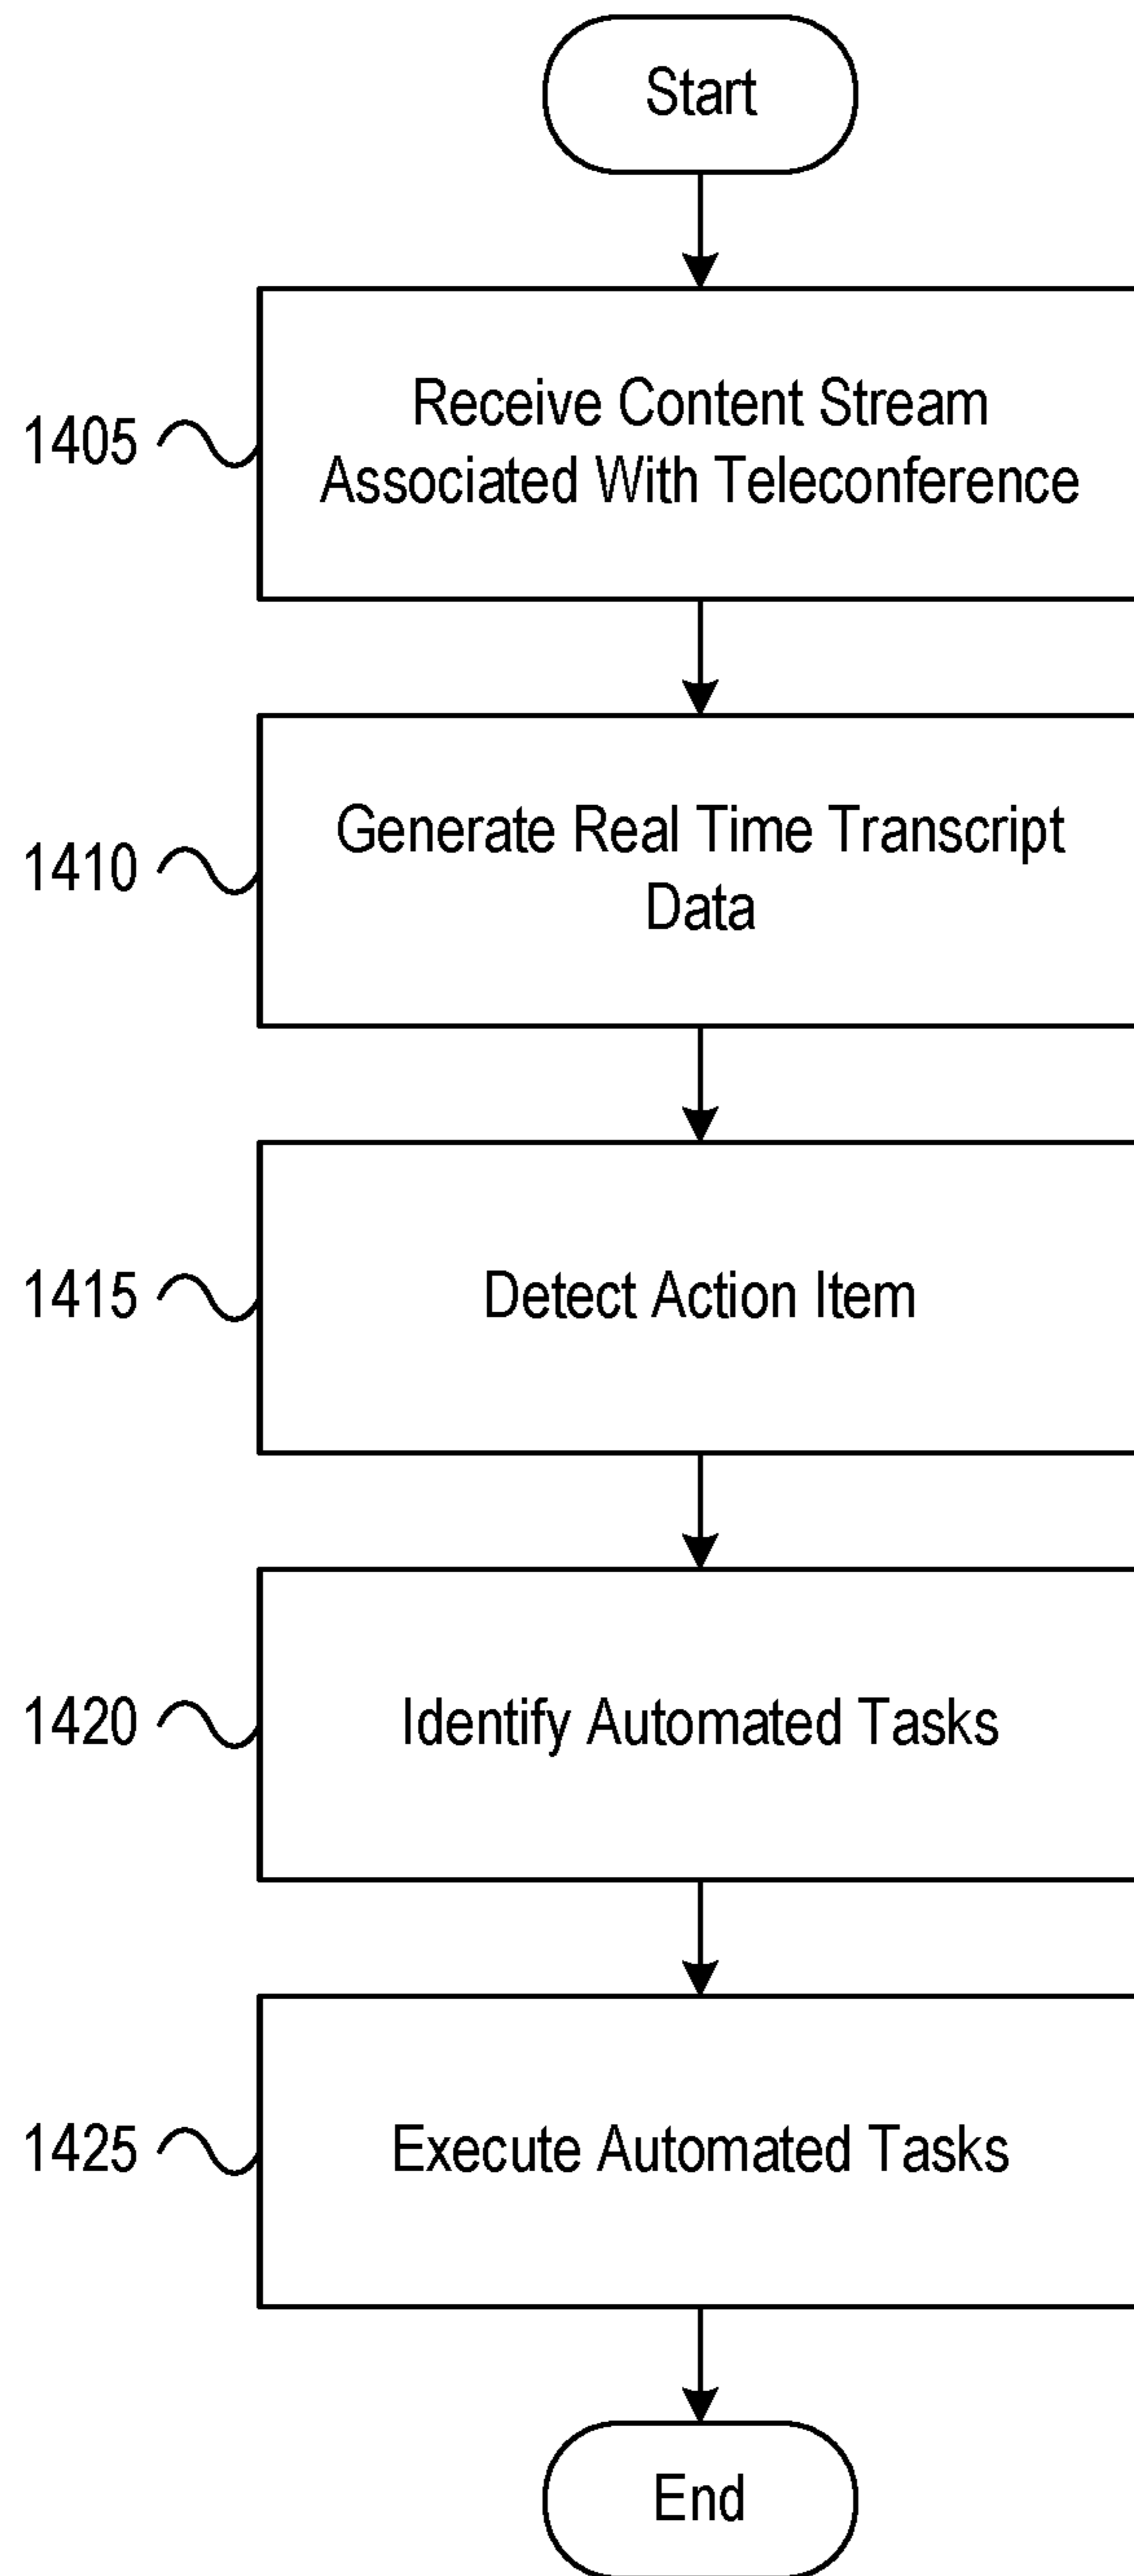 Start
1405
Receive Content Stream
Associated With Teleconference
1410
Generate Real Time Transcript
Data
1415
Detect Action Item
1420
Identify Automated Tasks
1425
Execute Automated Tasks
End